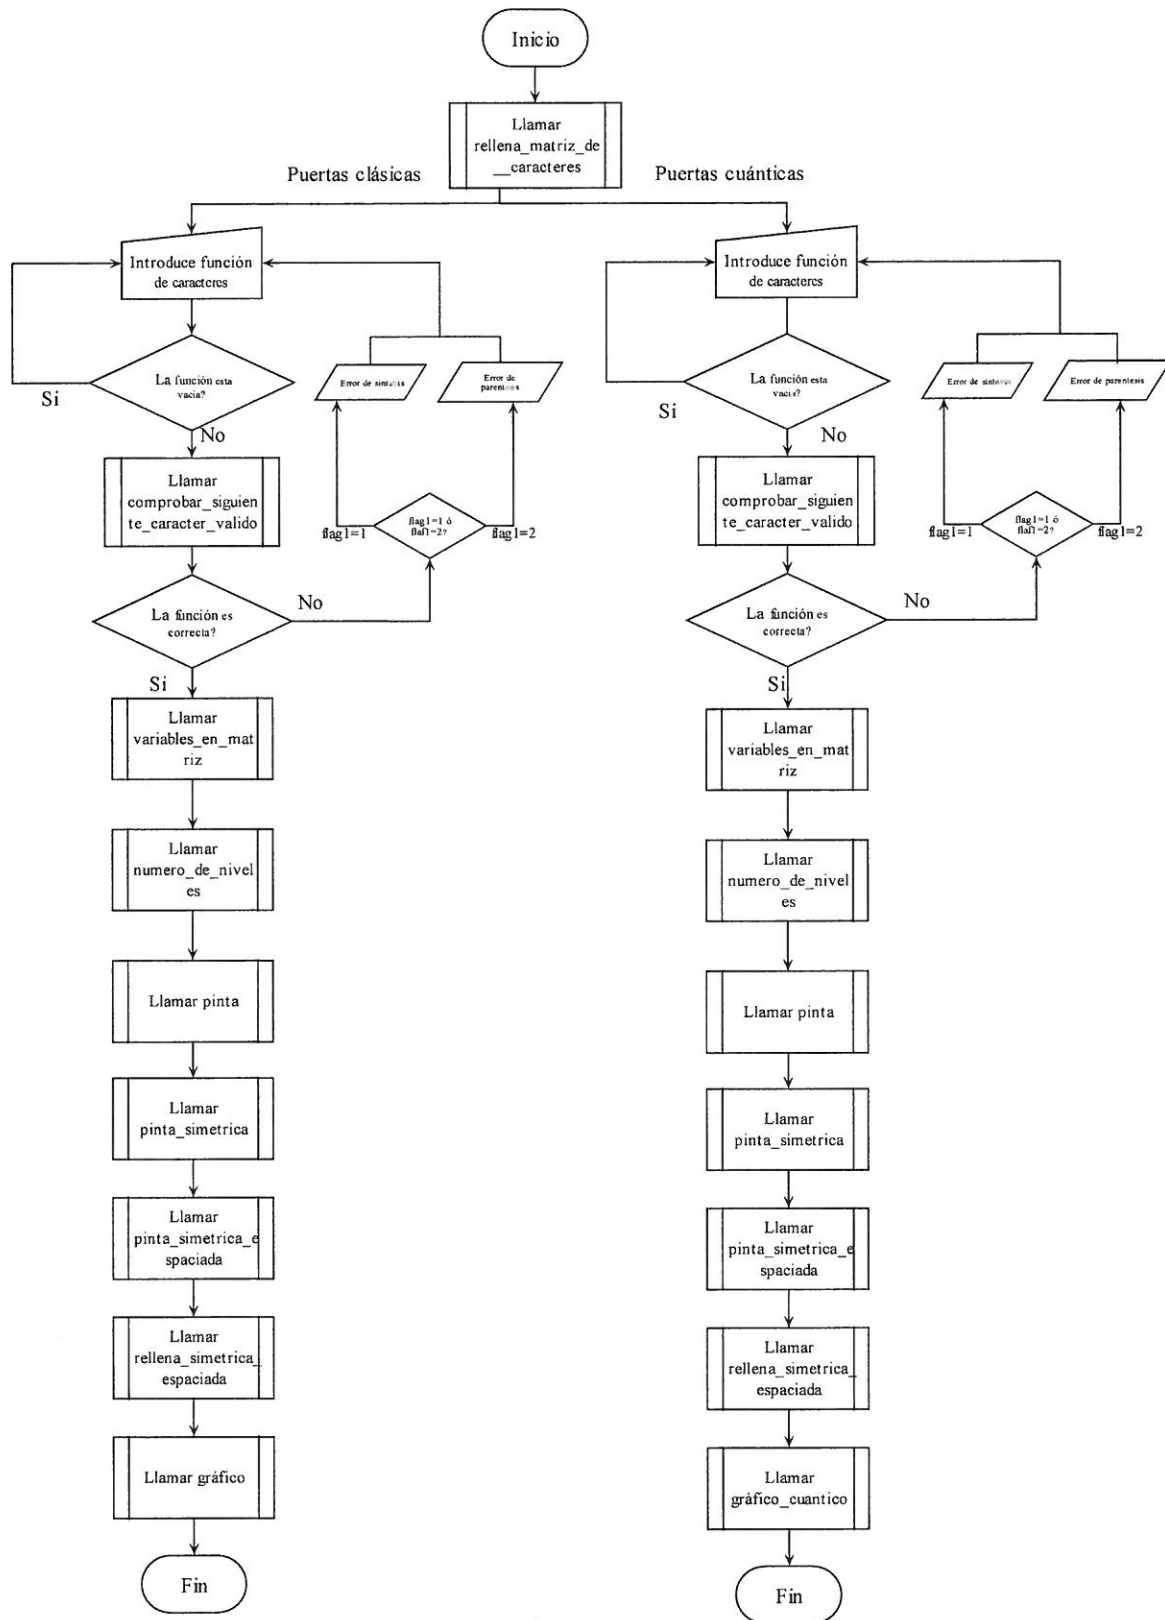 Inicio
Llamar
rellena_matriz_de
__caracteres
Puertas clásicas
Puertas cuánticas
Introduce función
de caracteres
La función esta
vacia?
Si
No
Error de sintaxis
Error de
parentesis
Llamar
comprobar_siguien
te_caracter_valido
flag1=1 ó
flaf1=2?
flag1=1
flag1=2
La función es
correcta?
No
Si
Llamar
variables_en_mat
riz
Llamar
numero_de_nivel
es
Llamar pinta
Llamar
pinta_simetrica
Llamar
pinta_simetrica_e
spaciada
Llamar
rellena_simetrica_
espaciada
Llamar gráfico
Fin
Introduce función
de caracteres
La función esta
vacia?
Si
No
Error de sintaxis
Error de parentesis
Llamar
comprobar_siguien
te_caracter_valido
flag1=1 ó
flaf1=2?
flag1=1
flag1=2
La función es
correcta?
No
Si
Llamar
variables_en_mat
riz
Llamar
numero_de_nivel
es
Llamar pinta
Llamar
pinta_simetrica
Llamar
pinta_simetrica_e
spaciada
Llamar
rellena_simetrica_
espaciada
Llamar
gráfico_cuantico
Fin